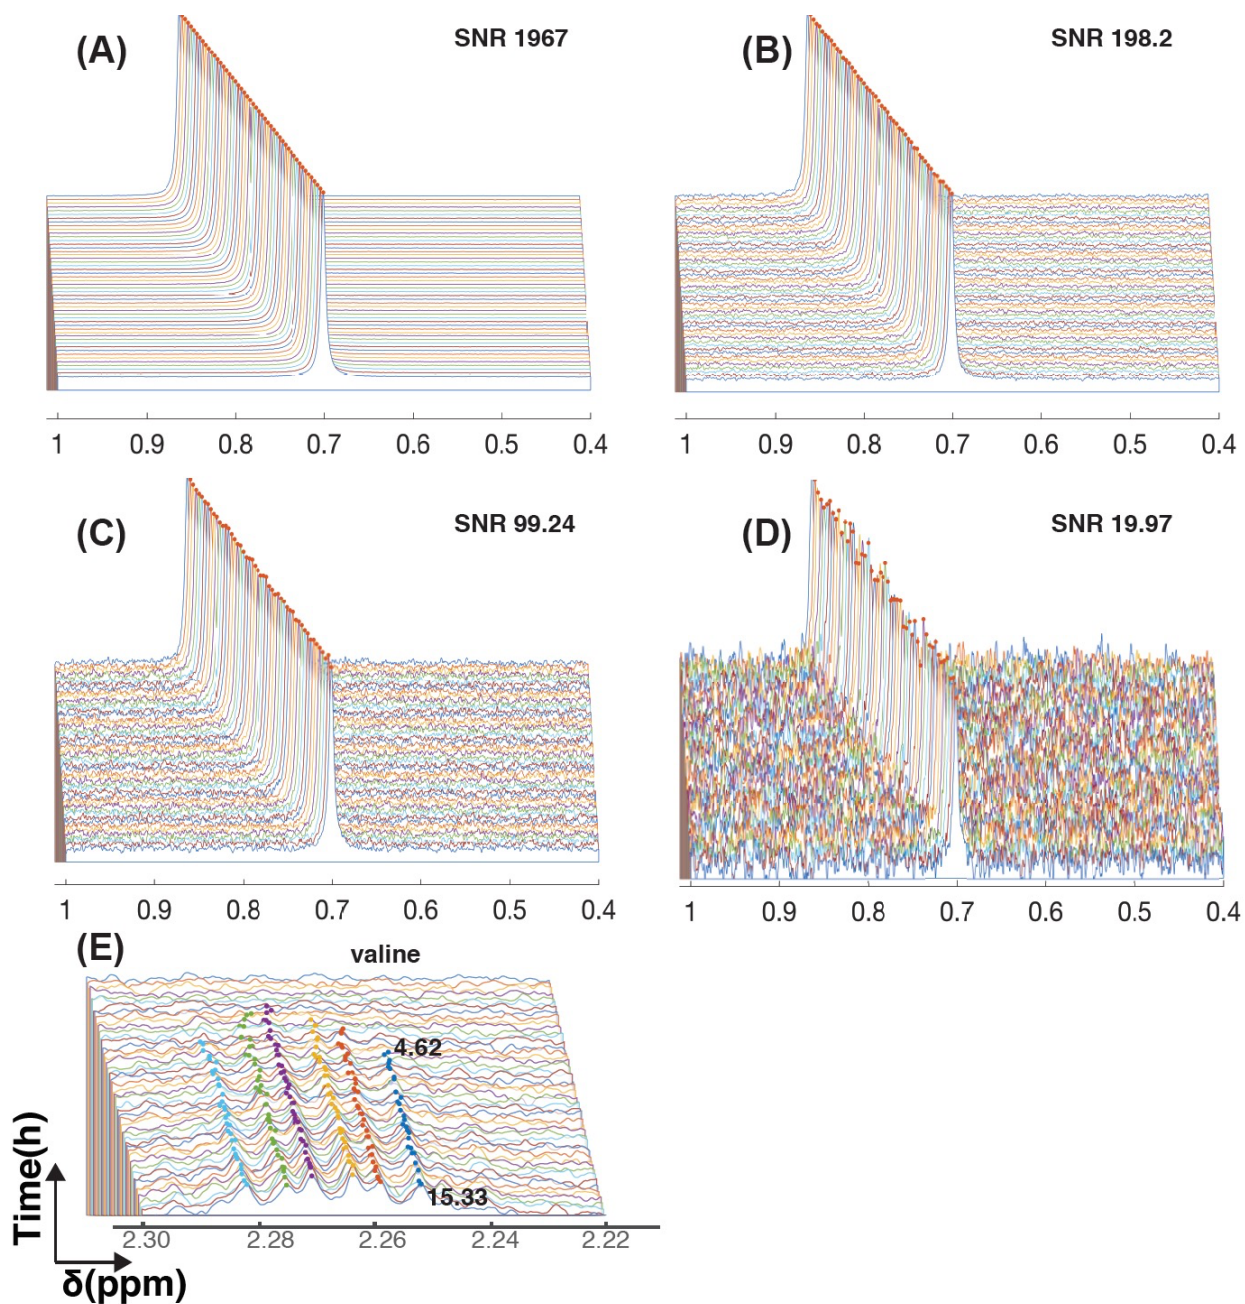 (A) SNR 1967
1 0.9 0.8 0.7 0.6 0.5 0.4
(B) SNR 198.2
1 0.9 0.8 0.7 0.6 0.5 0.4
(C) SNR 99.24
1 0.9 0.8 0.7 0.6 0.5 0.4
(D) SNR 19.97
1 0.9 0.8 0.7 0.6 0.5 0.4
(E) valine
4.62
15.33
Time(h)
2.30 2.28 2.26 2.24 2.22
δ(ppm)